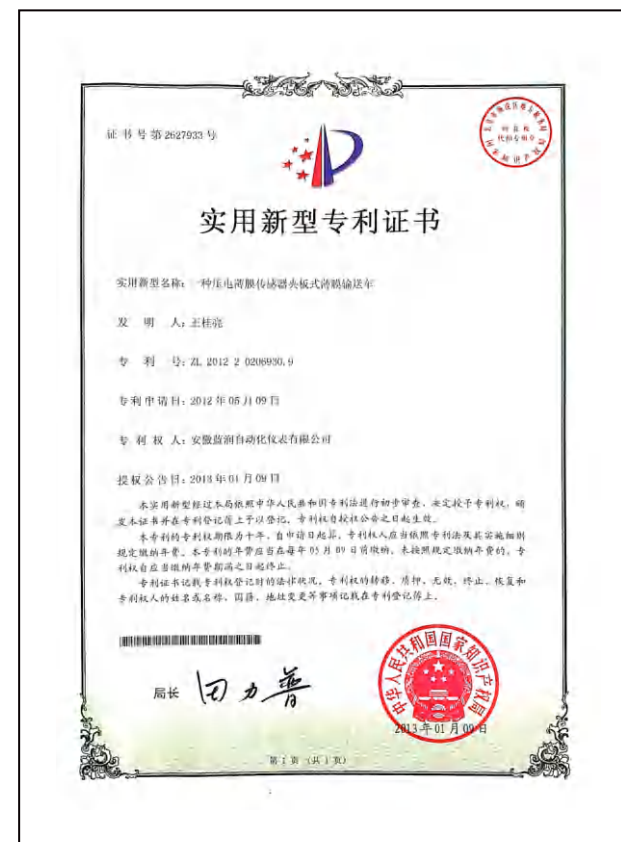 证书号第2627933号
实用新型专利证书
实用新型名称：一种压电薄膜传感器夹板式薄膜输送车
发 明 人：王桂亮
专 利 号：ZL 2012 2 0206930.9
专利申请日：2012年05月09日
专 利 权 人：安徽蓝润自动化仪表有限公司
授权公告日：2013年01月09日
本实用新型经过本局依照中华人民共和国专利法进行初步审查，决定授予专利权，颁
发本证书并在专利登记簿上予以登记。专利权自授权公告之日起生效。
本专利的专利权期限为十年，自申请日起算。专利权人应当依照专利法及其实施细则
规定缴纳年费。本专利的年费应当在每年05月09日前缴纳。未按照规定缴纳年费的，专
利权自应当缴纳年费期满之日起终止。
专利证书记载专利权登记时的法律状况。专利权的转移、质押、无效、终止、恢复和
专利权人的姓名或名称、国籍、地址变更等事项记载在专利登记簿上。
局长 田力普
中华人民共和国国家知识产权局
2013年01月09日
第1页（共1页）